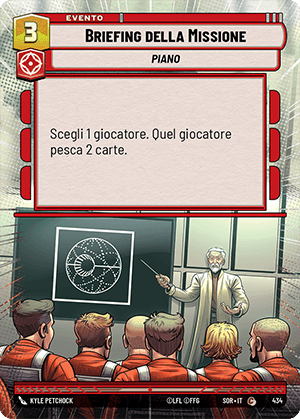 EVENTO
3
BRIEFING DELLA MISSIONE
PIANO
Scegli 1 giocatore. Quel giocatore
pesca 2 carte.
KYLE PETCHOCK
©LFL ©FFG
SOR•IT
C
434